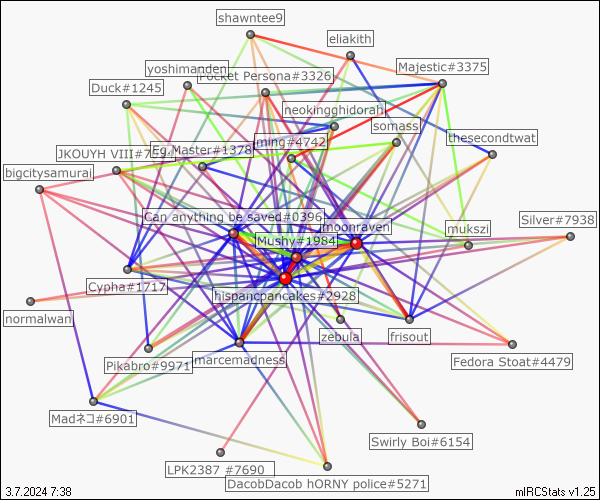 shawntee9
eliakith
yoshimanden
Pocket Persona#3326
Majestic#3375
Duck#1245
neokingghidorah
somass
ming#4742
thesecondtwat
JKOUYH VIII#
Eg.Master#1378
bigcitysamurai
Can anything be saved#0396
moonraven
mukszi
Silver#7938
Mushy#1984
Cypha#1717
hispancpancakes#2928
normalwan
zebula
frisout
Pikabro#9971
marcemadness
Fedora Stoat#4479
Madネコ#6901
Swirly Boi#6154
LPK2387 #7690
DacobDacob hORNY police#5271
3.7.2024 7:38
mIRCStats v1.25